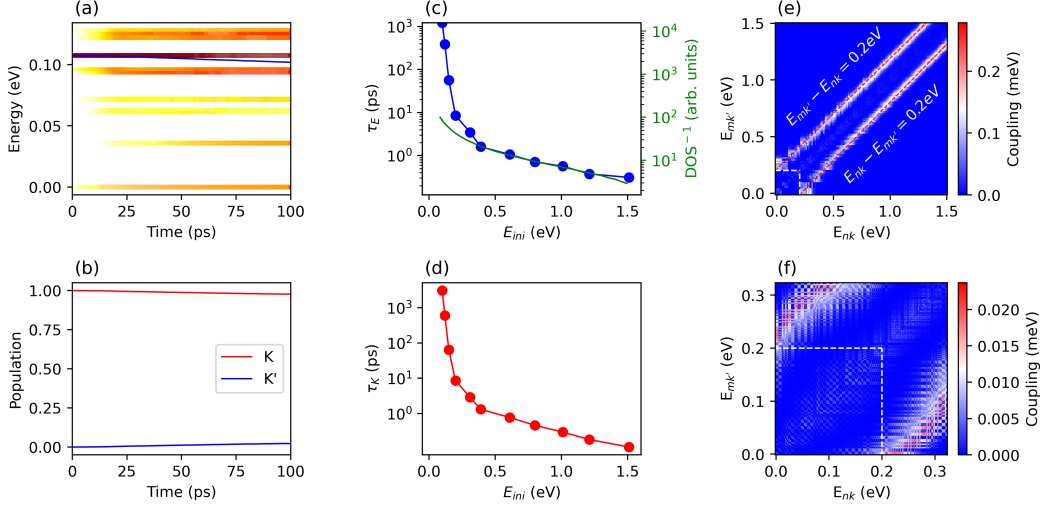 (a)
0.10
0.05
0.00
Energy (eV)
0 25 50 75 100
Time (ps)
(b)
1.00
0.75
0.50
0.25
0.00
Population
K
K'
0 25 50 75 100
Time (ps)
(c)
10³
10²
10¹
10⁰
τ_E (ps)
10⁴
10³
10²
10¹
DOS⁻¹ (arb. units)
0.0 0.5 1.0 1.5
E_ini (eV)
(d)
10³
10²
10¹
10⁰
τ_K (ps)
0.0 0.5 1.0 1.5
E_ini (eV)
(e)
1.5
1.0
0.5
0.0
E_mk' (eV)
E_mk' − E_nk = 0.2eV
E_nk − E_mk' = 0.2eV
0.0 0.5 1.0 1.5
E_nk (eV)
0.2
0.1
0.0
Coupling (meV)
(f)
0.3
0.2
0.1
0.0
E_mk' (eV)
0.0 0.1 0.2 0.3
E_nk (eV)
0.020
0.015
0.010
0.005
0.000
Coupling (meV)